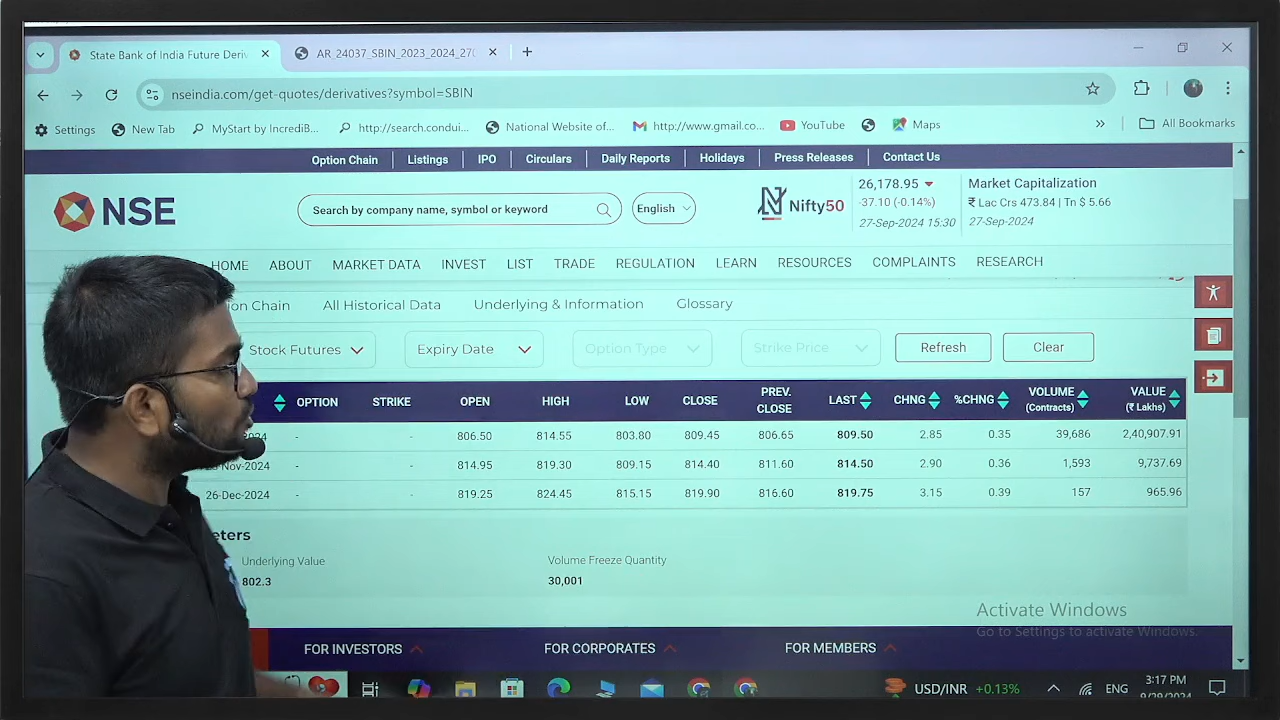 State Bank of India Future Deriv
AR_24037_SBIN_2023_2024_270
nseindia.com/get-quotes/derivatives?symbol=SBIN
Settings New Tab MyStart by IncrediB... http://search.condui... National Website of... http://www.gmail.co... YouTube Maps » All Bookmarks
Option Chain Listings IPO Circulars Daily Reports Holidays Press Releases Contact Us
NSE
Search by company name, symbol or keyword
English
Nifty50
26,178.95
-37.10 (-0.14%)
27-Sep-2024 15:30
Market Capitalization
₹ Lac Crs 473.84 | Tn $ 5.66
27-Sep-2024
HOME ABOUT MARKET DATA INVEST LIST TRADE REGULATION LEARN RESOURCES COMPLAINTS RESEARCH
Chain All Historical Data Underlying & Information Glossary
Stock Futures Expiry Date Option Type Strike Price Refresh Clear
OPTION STRIKE OPEN HIGH LOW CLOSE PREV. CLOSE LAST CHNG %CHNG VOLUME (Contracts) VALUE (₹ Lakhs)
- - 806.50 814.55 803.80 809.45 806.65 809.50 2.85 0.35 39,686 2,40,907.91
Nov-2024 - - 814.95 819.30 809.15 814.40 811.60 814.50 2.90 0.36 1,593 9,737.69
26-Dec-2024 - - 819.25 824.45 815.15 819.90 816.60 819.75 3.15 0.39 157 965.96
Underlying Value Volume Freeze Quantity
802.3 30,001
Activate Windows
Go to Settings to activate Windows.
FOR INVESTORS FOR CORPORATES FOR MEMBERS
USD/INR +0.13% ENG 3:17 PM